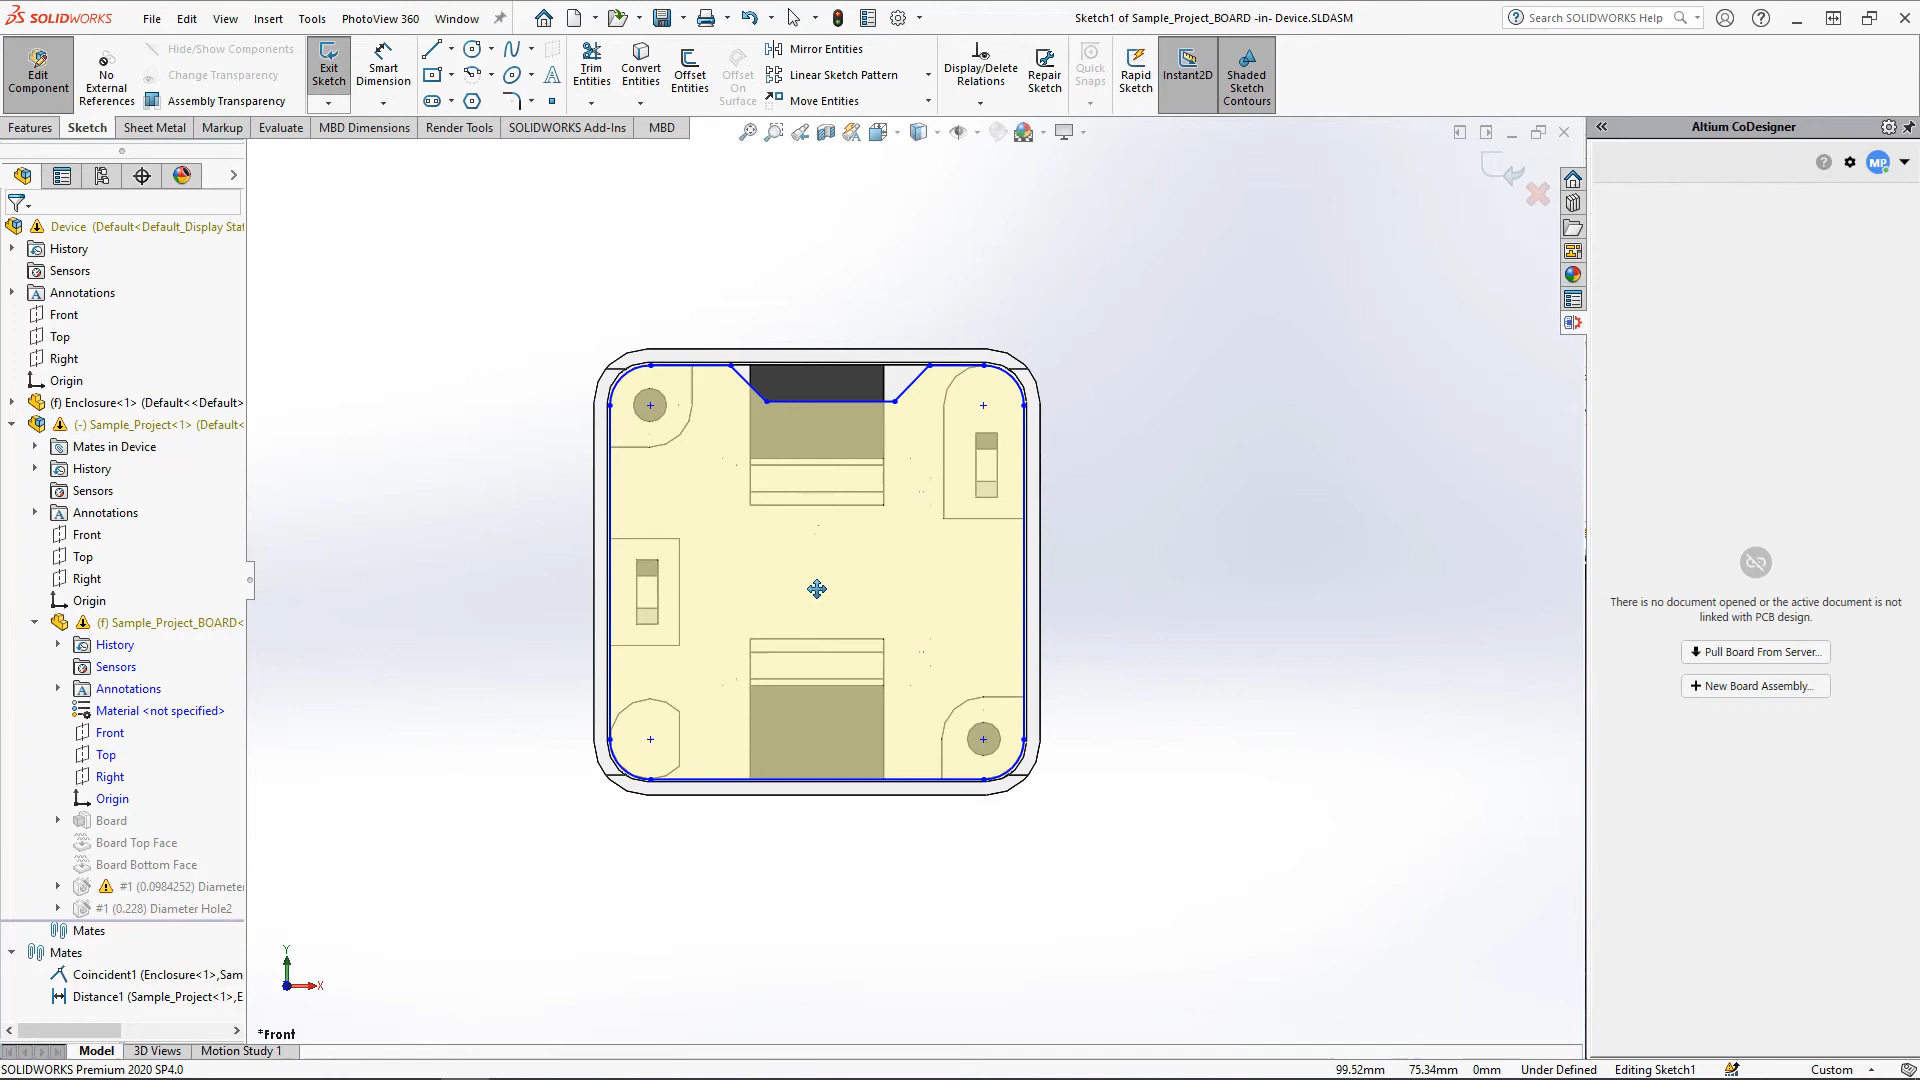 SOLIDWORKS File Edit View Insert Tools PhotoView 360 Window Sketch1 of Sample_Project_BOARD -in- Device.SLDASM Search SOLIDWORKS Help
Edit Component
No External References
Hide/Show Components
Change Transparency
Assembly Transparency
Exit Sketch
Smart Dimension
Trim Entities
Convert Entities
Offset Entities
Offset On Surface
Mirror Entities
Linear Sketch Pattern
Move Entities
Display/Delete Relations
Repair Sketch
Quick Snaps
Rapid Sketch
Instant2D
Shaded Sketch Contours
Features Sketch Sheet Metal Markup Evaluate MBD Dimensions Render Tools SOLIDWORKS Add-Ins MBD
Altium CoDesigner
MP
Device (Default<Default_Display Stat
History
Sensors
Annotations
Front
Top
Right
Origin
(f) Enclosure<1> (Default<<Default>
(-) Sample_Project<1> (Default<
Mates in Device
History
Sensors
Annotations
Front
Top
Right
Origin
(f) Sample_Project_BOARD<
History
Sensors
Annotations
Material <not specified>
Front
Top
Right
Origin
Board
Board Top Face
Board Bottom Face
#1 (0.0984252) Diameter
#1 (0.228) Diameter Hole2
Mates
Mates
Coincident1 (Enclosure<1>,Sam
Distance1 (Sample_Project<1>,E
There is no document opened or the active document is not
linked with PCB design.
Pull Board From Server...
New Board Assembly...
Y
X
*Front
Model 3D Views Motion Study 1
SOLIDWORKS Premium 2020 SP4.0 99.52mm 75.34mm 0mm Under Defined Editing Sketch1 Custom